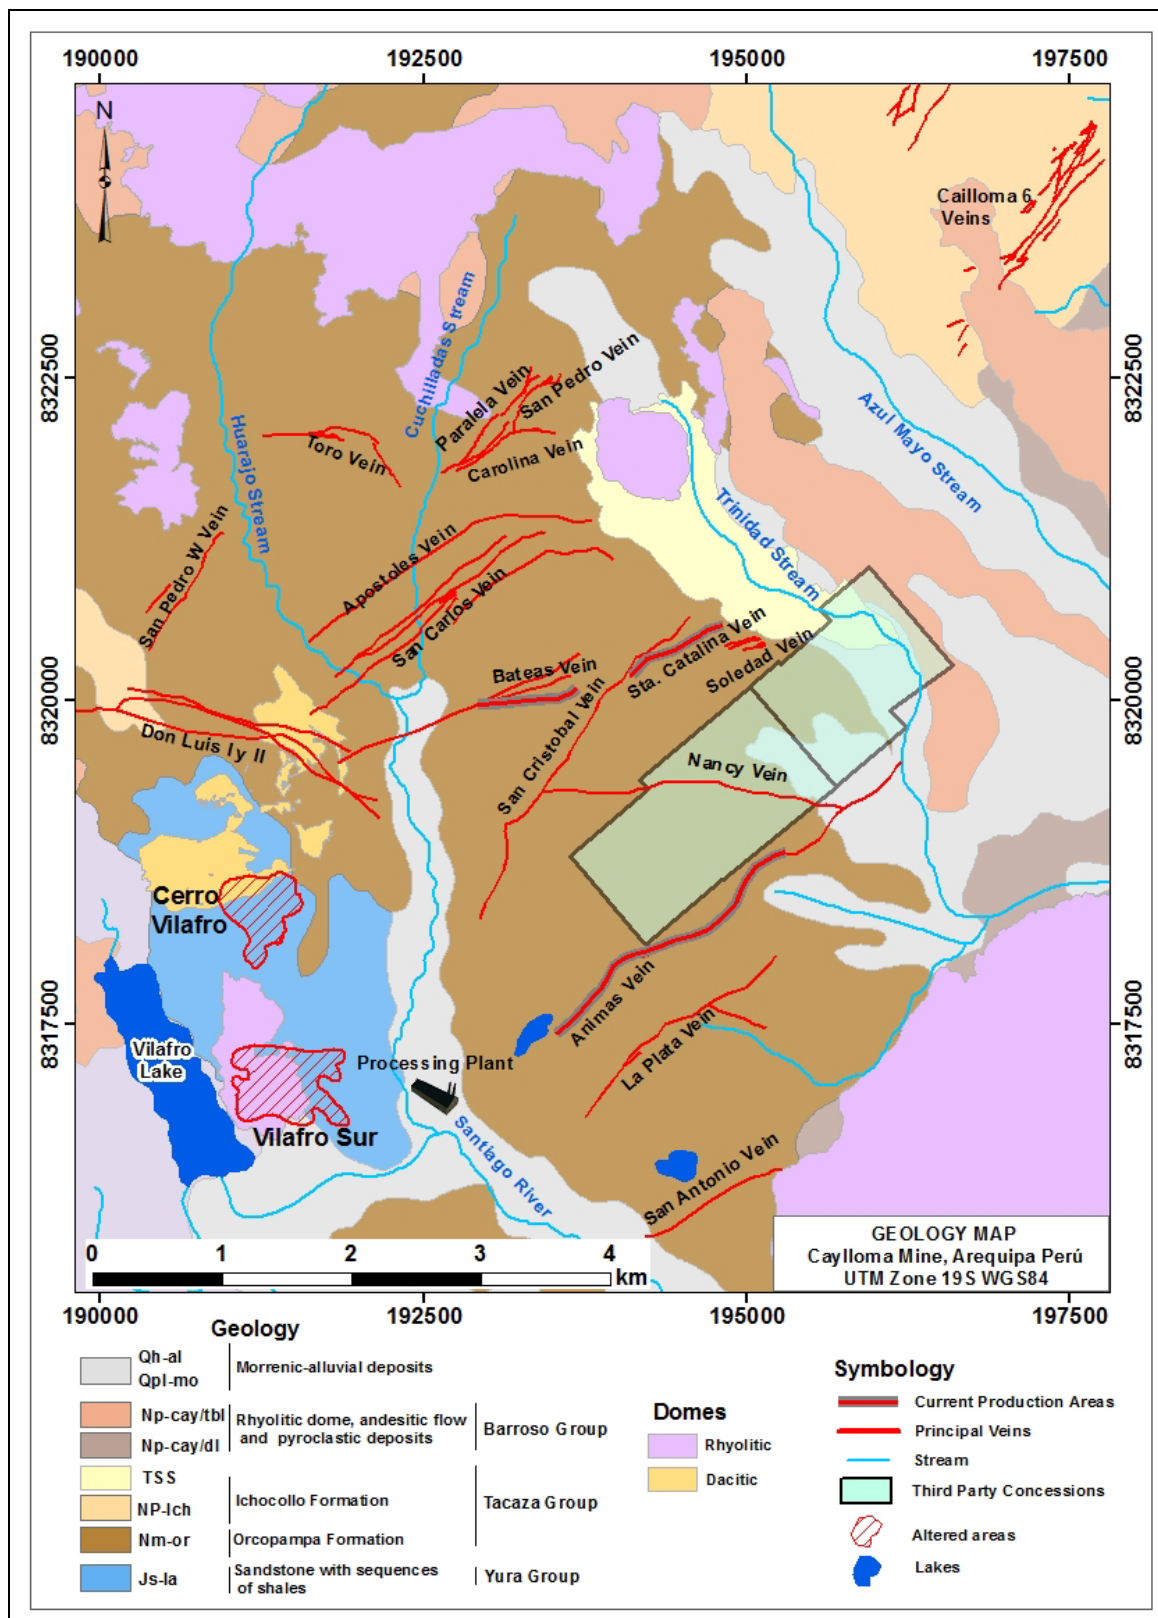 190000 192500 195000 197500
N
Cailloma 6
Veins
8322500
8322500
Cuchilladas Stream
San Pedro Vein
Paralela Vein
Azul Mayo Stream
Huarajo Stream
Toro Vein
Carolina Vein
Trinidad Stream
San Pedro W Vein
Apostoles Vein
San Carlos Vein
Sta. Catalina Vein
Soledad Vein
Bateas Vein
8320000
8320000
Don Luis I y II
San Cristobal Vein
Nancy Vein
Cerro
Vilafro
Animas Vein
8317500
8317500
La Plata Vein
Vilafro
Lake
Processing Plant
Vilafro Sur
Santiago River
San Antonio Vein
0 1 2 3 4
km
GEOLOGY MAP
Caylloma Mine, Arequipa Perú
UTM Zone 19S WGS84
190000 192500 195000 197500
Geology
Qh-al
Qpl-mo
Morrenic-alluvial deposits
Np-cay/tbl
Np-cay/dl
Rhyolitic dome, andesitic flow
and pyroclastic deposits
Barroso Group
TSS
NP-Ich
Ichocollo Formation
Tacaza Group
Nm-or
Orcopampa Formation
Js-la
Sandstone with sequences
of shales
Yura Group
Domes
Rhyolitic
Dacitic
Symbology
Current Production Areas
Principal Veins
Stream
Third Party Concessions
Altered areas
Lakes